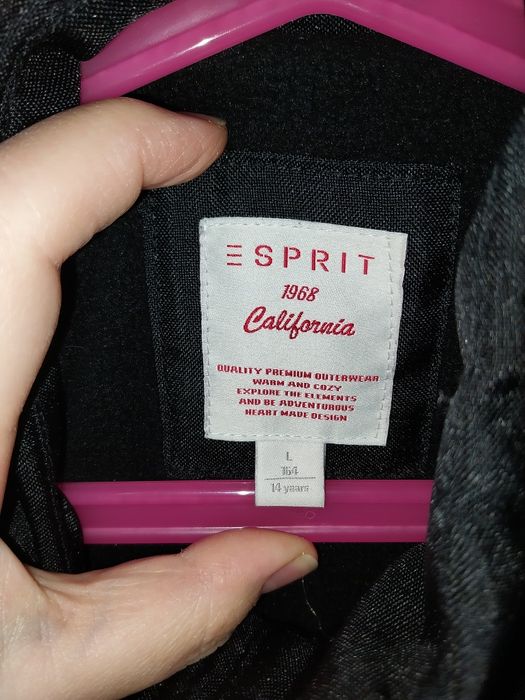 ESPRIT
1968
California
QUALITY PREMIUM OUTERWEAR
WARM AND COZY
EXPLORE THE ELEMENTS
AND BE ADVENTUROUS
HEART MADE DESIGN
L
164
14 years